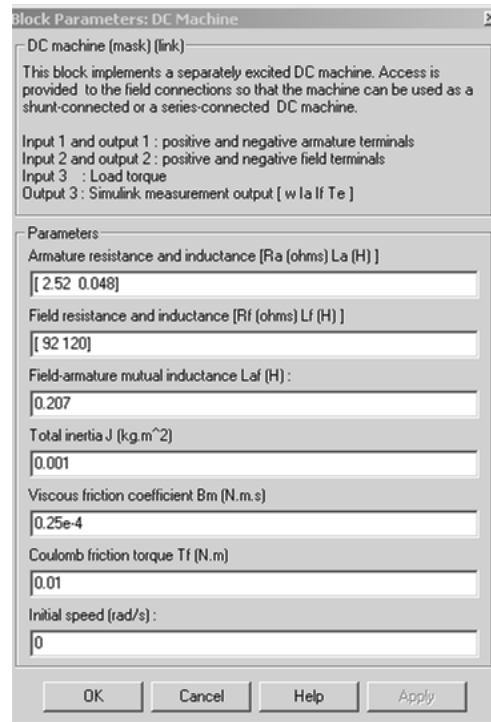 Block Parameters: DC Machine
DC machine (mask) (link)
This block implements a separately excited DC machine. Access is
provided to the field connections so that the machine can be used as a
shunt-connected or a series-connected DC machine.
Input 1 and output 1 : positive and negative armature terminals
Input 2 and output 2 : positive and negative field terminals
Input 3 : Load torque
Output 3 : Simulink measurement output [ w Ia If Te ]
Parameters
Armature resistance and inductance [Ra (ohms) La (H) ]
[ 2.52 0.048]
Field resistance and inductance [Rf (ohms) Lf (H) ]
[ 92 120]
Field-armature mutual inductance Laf (H) :
0.207
Total inertia J (kg.m^2)
0.001
Viscous friction coefficient Bm (N.m.s)
0.25e-4
Coulomb friction torque Tf (N.m)
0.01
Initial speed (rad/s) :
0
OK Cancel Help Apply